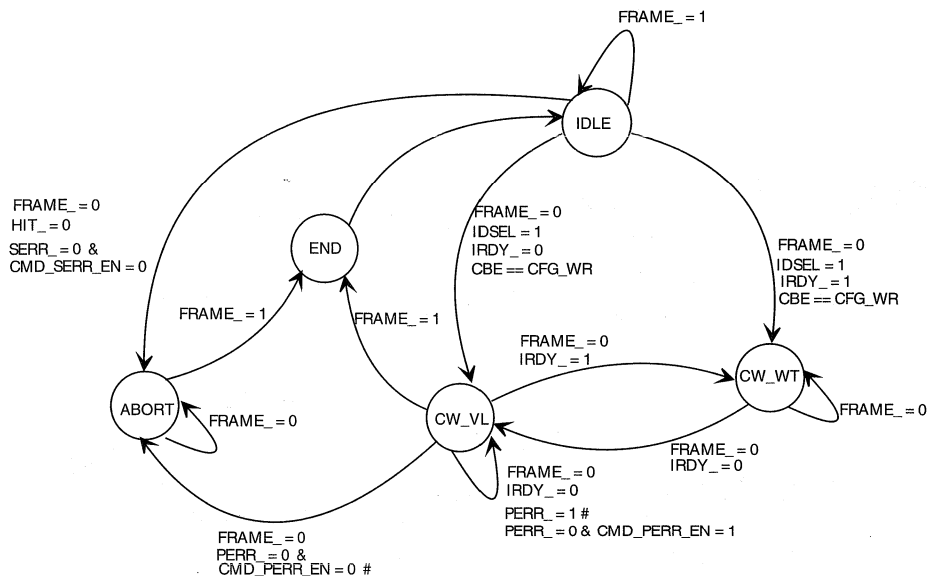 FRAME_ = 1
IDLE
FRAME_ = 0
HIT_ = 0
SERR_ = 0 &
CMD_SERR_EN = 0
END
FRAME_ = 0
IDSEL = 1
IRDY_ = 0
CBE == CFG_WR
FRAME_ = 0
IDSEL = 1
IRDY_ = 1
CBE == CFG_WR
FRAME_ = 1
FRAME_ = 1
FRAME_ = 0
IRDY_ = 1
ABORT
FRAME_ = 0
CW_VL
CW_WT
FRAME_ = 0
FRAME_ = 0
IRDY_ = 0
FRAME_ = 0
IRDY_ = 0
PERR_ = 1 #
PERR_ = 0 & CMD_PERR_EN = 1
FRAME_ = 0
PERR_ = 0 &
CMD_PERR_EN = 0 #